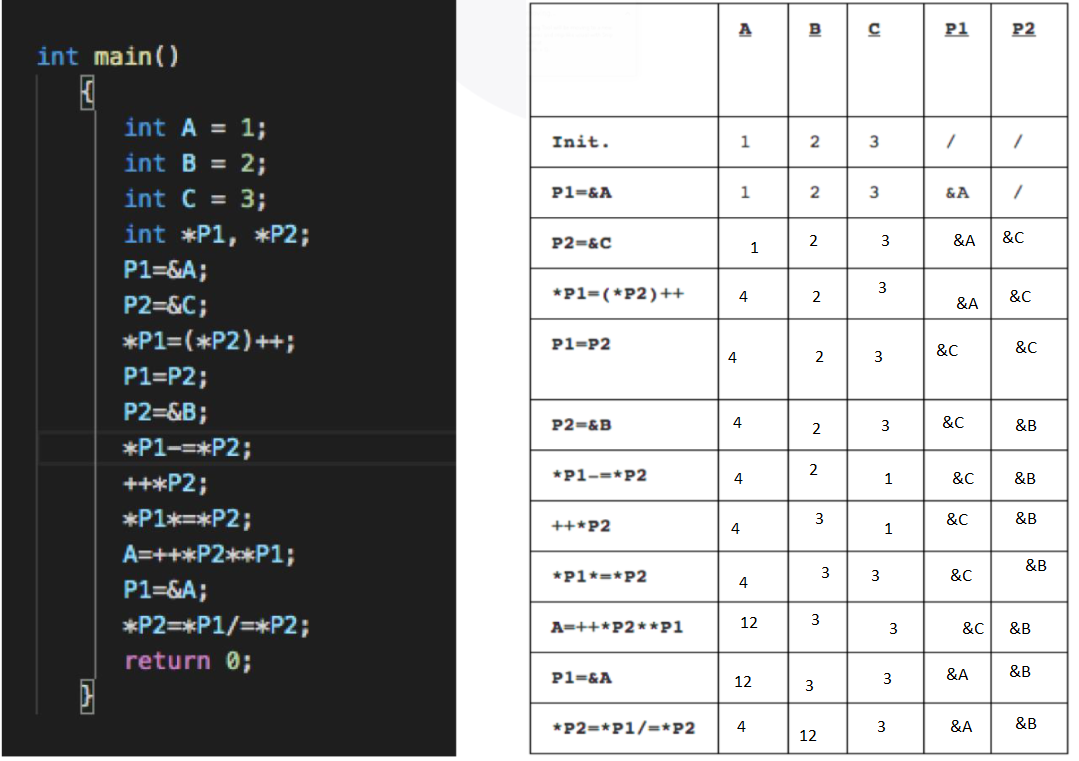 int main()
{
int A = 1;
int B = 2;
int C = 3;
int *P1, *P2;
P1=&A;
P2=&C;
*P1=(*P2)++;
P1=P2;
P2=&B;
*P1-=*P2;
++*P2;
*P1*=*P2;
A=++*P2**P1;
P1=&A;
*P2=*P1/=*P2;
return 0;
}
A B C P1 P2
Init. 1 2 3 / /
P1=&A 1 2 3 &A /
P2=&C 1 2 3 &A &C
*P1=(*P2)++ 4 2 3 &A &C
P1=P2 4 2 3 &C &C
P2=&B 4 2 3 &C &B
*P1-=*P2 4 2 1 &C &B
++*P2 4 3 1 &C &B
*P1*=*P2 4 3 3 &C &B
A=++*P2**P1 12 3 3 &C &B
P1=&A 12 3 3 &A &B
*P2=*P1/=*P2 4 12 3 &A &B